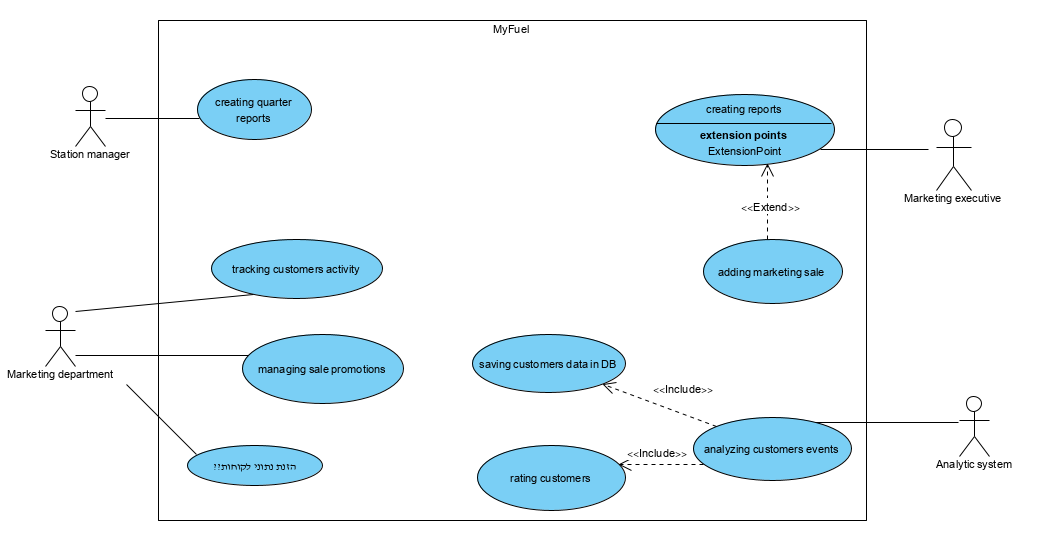 MyFuel
creating quarter
reports
Station manager
creating reports
extension points
ExtensionPoint
Marketing executive
<<Extend>>
adding marketing sale
tracking customers activity
Marketing department
managing sale promotions
saving customers data in DB
<<Include>>
analyzing customers events
Analytic system
<<Include>>
rating customers
הזנת נתוני לקוחות!!